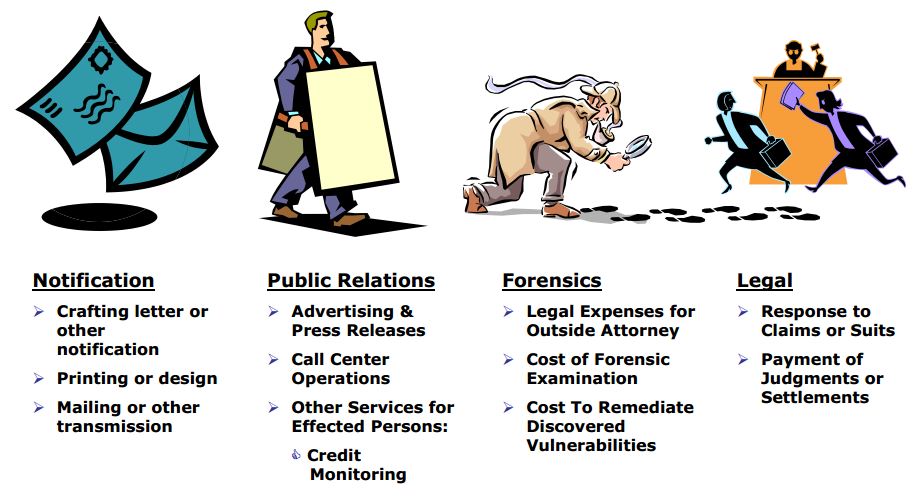 Notification
Crafting letter or
other
notification
Printing or design
Mailing or other
transmission
Public Relations
Advertising &
Press Releases
Call Center
Operations
Other Services for
Effected Persons:
Credit
Monitoring
Forensics
Legal Expenses for
Outside Attorney
Cost of Forensic
Examination
Cost To Remediate
Discovered
Vulnerabilities
Legal
Response to
Claims or Suits
Payment of
Judgments or
Settlements